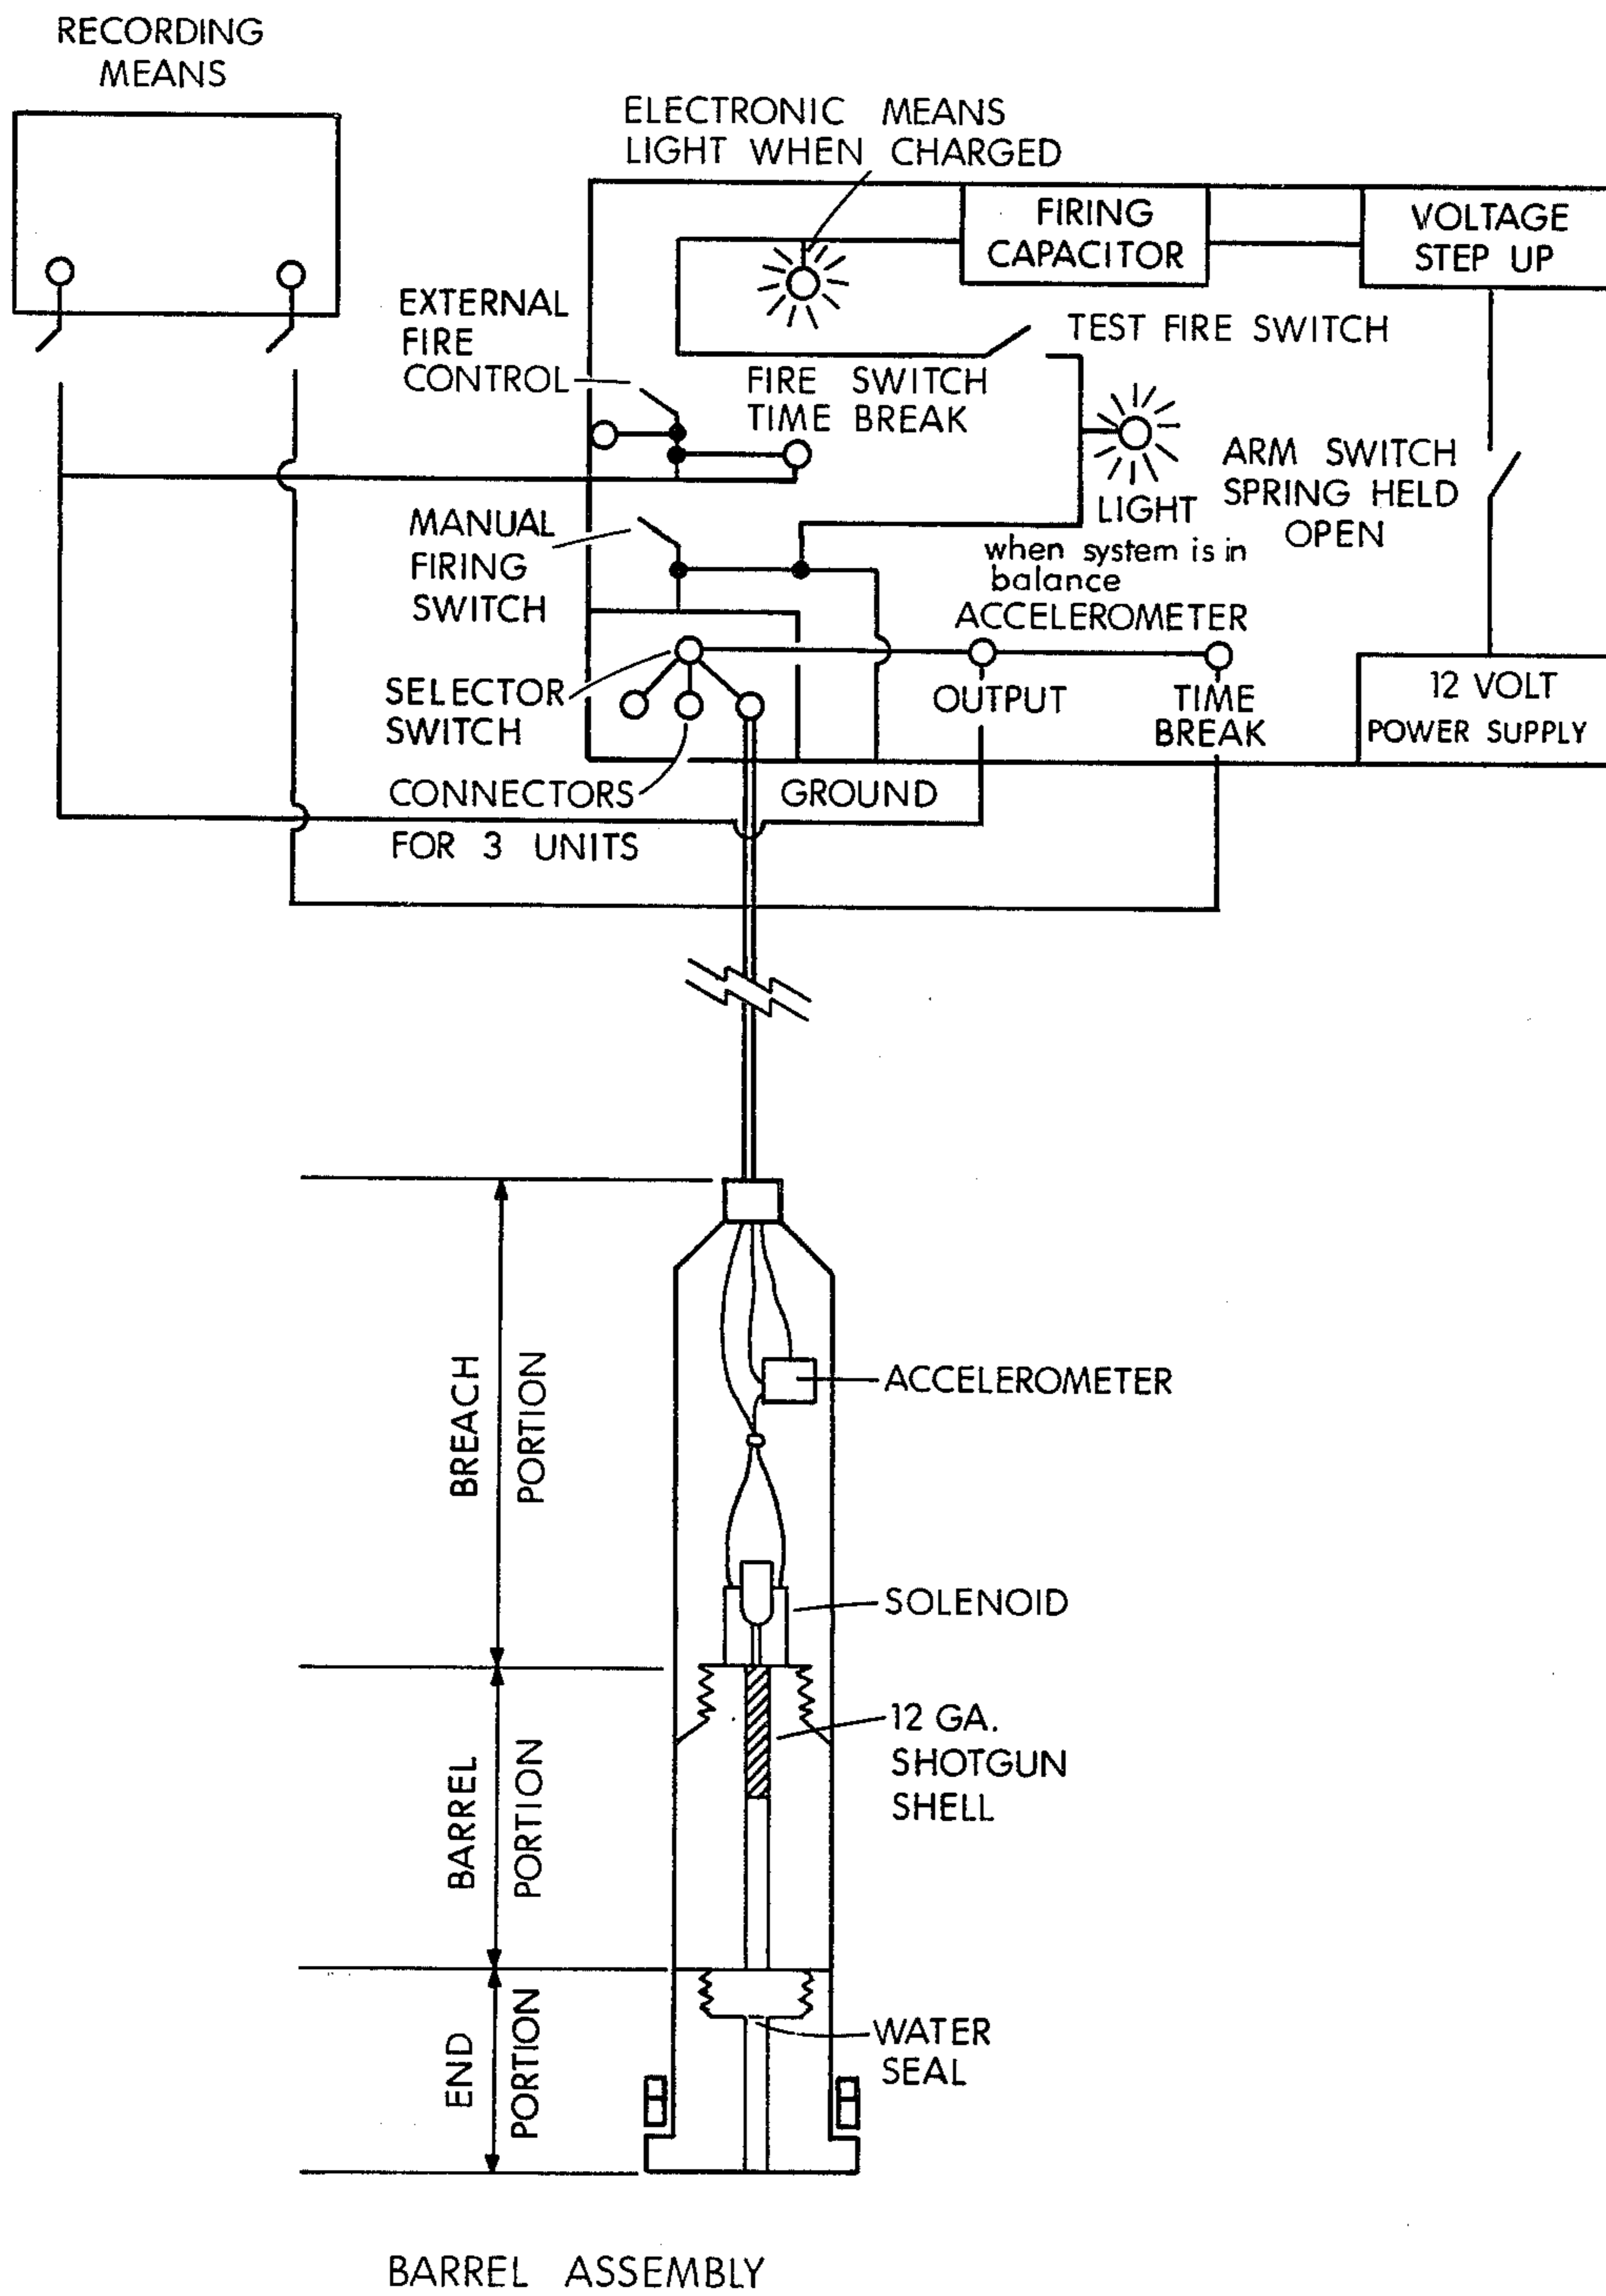 RECORDING
MEANS
ELECTRONIC MEANS
LIGHT WHEN CHARGED
FIRING
CAPACITOR
VOLTAGE
STEP UP
EXTERNAL
FIRE
CONTROL
TEST FIRE SWITCH
FIRE SWITCH
TIME BREAK
ARM SWITCH
SPRING HELD
OPEN
LIGHT
when system is in
balance
MANUAL
FIRING
SWITCH
ACCELEROMETER
SELECTOR
SWITCH
OUTPUT
TIME
BREAK
12 VOLT
POWER SUPPLY
CONNECTORS
FOR 3 UNITS
GROUND
BREACH
PORTION
ACCELEROMETER
SOLENOID
BARREL
PORTION
12 GA.
SHOTGUN
SHELL
END
PORTION
WATER
SEAL
BARREL ASSEMBLY